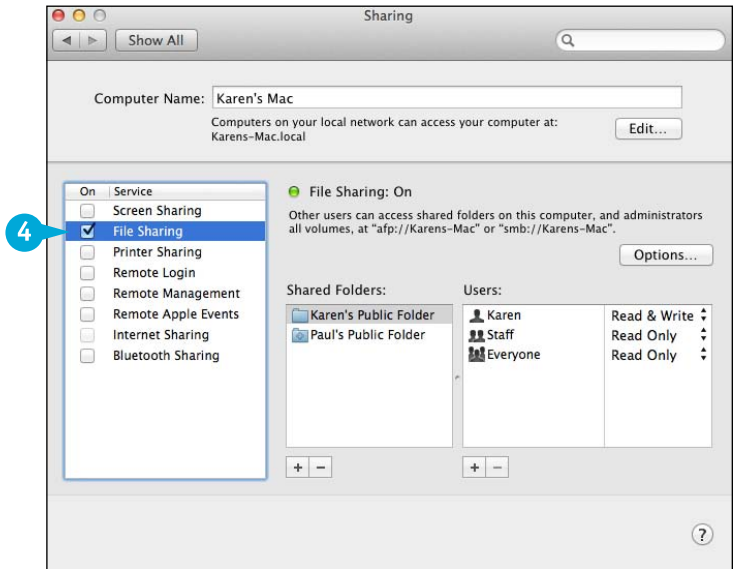 Sharing
Show All
Computer Name: Karen's Mac
Computers on your local network can access your computer at:
Karens-Mac.local
Edit...
On Service
Screen Sharing
4
File Sharing
Printer Sharing
Remote Login
Remote Management
Remote Apple Events
Internet Sharing
Bluetooth Sharing
File Sharing: On
Other users can access shared folders on this computer, and administrators
all volumes, at “afp://Karens-Mac” or “smb://Karens-Mac”.
Options...
Shared Folders:
Karen's Public Folder
Paul's Public Folder
+ −
Users:
Karen Read & Write
Staff Read Only
Everyone Read Only
+ −
?